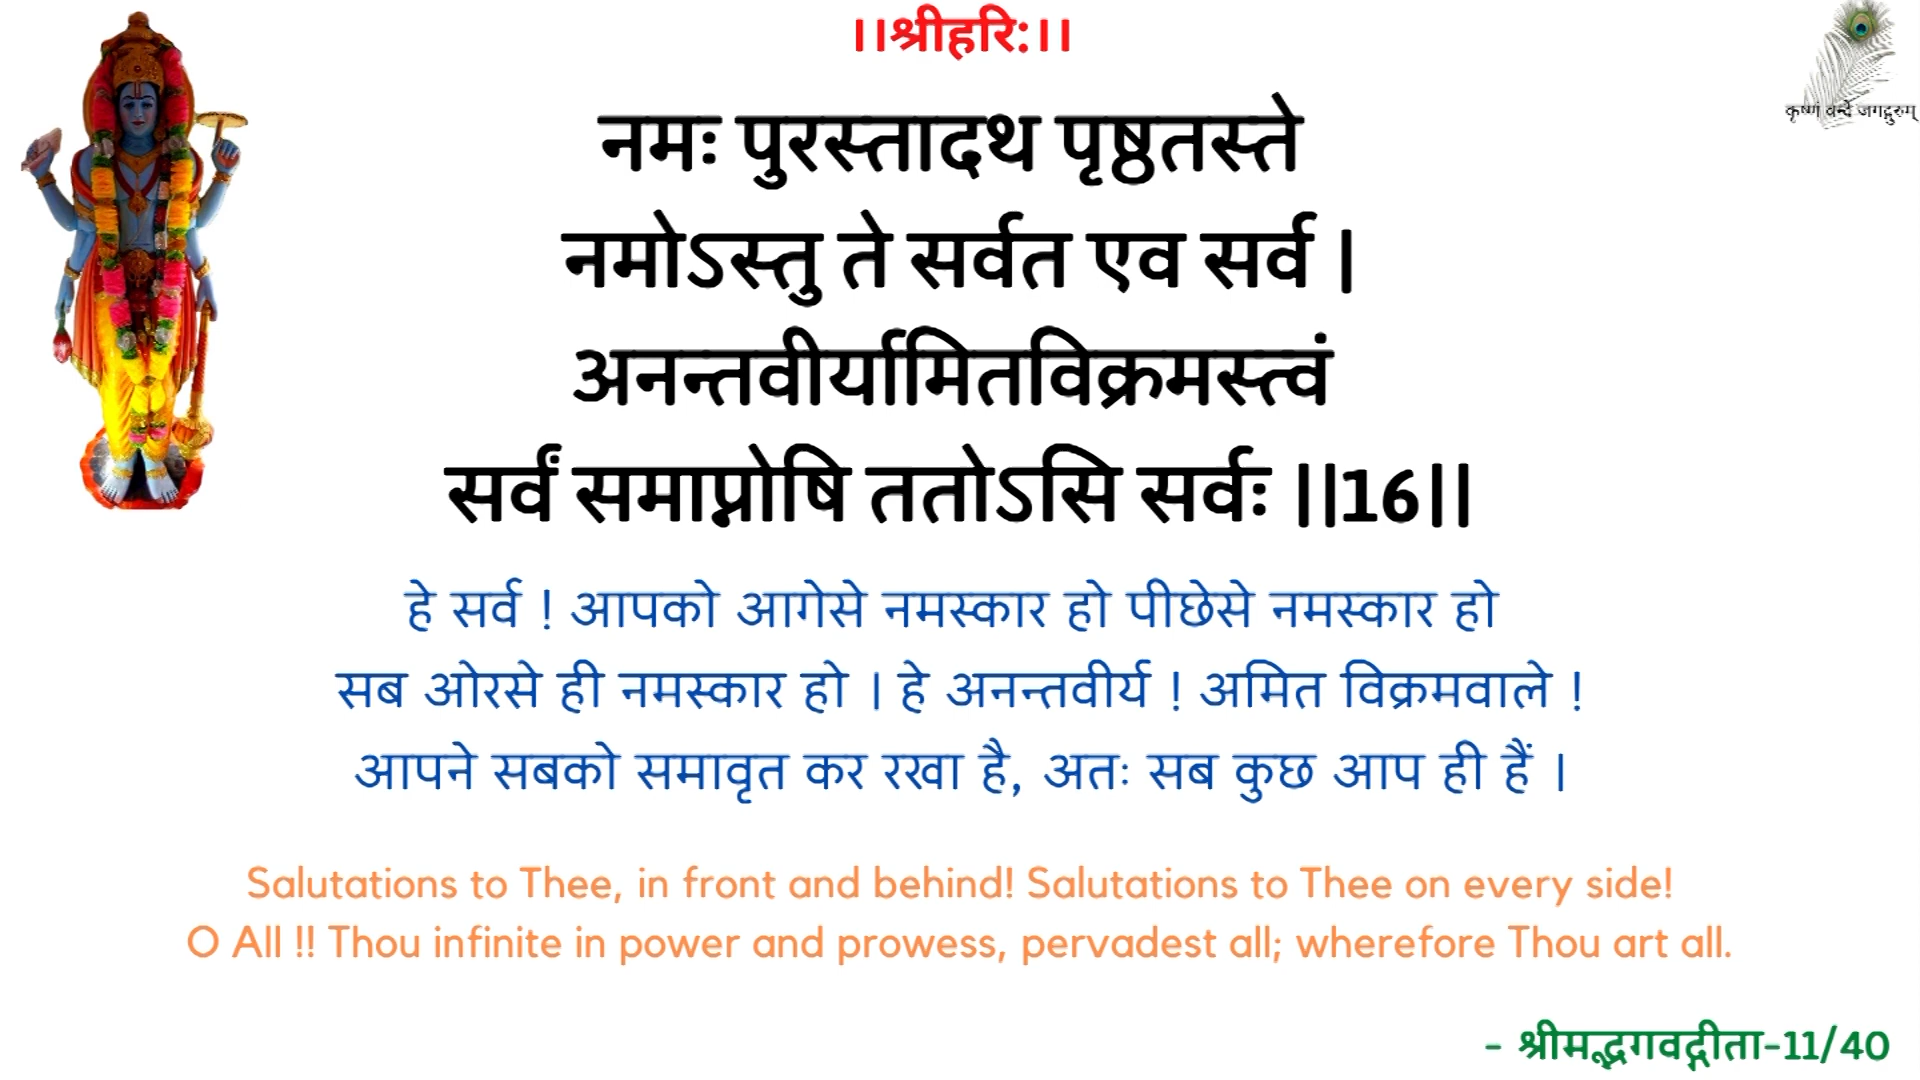 ।।श्रीहरि:।।
कृष्णं वन्दे जगद्गुरुम्
नमः पुरस्तादथ पृष्ठतस्ते
नमोऽस्तु ते सर्वत एव सर्व |
अनन्तवीर्यामितविक्रमस्त्वं
सर्वं समाप्नोषि ततोऽसि सर्वः ||16||
हे सर्व ! आपको आगेसे नमस्कार हो पीछेसे नमस्कार हो
सब ओरसे ही नमस्कार हो । हे अनन्तवीर्य ! अमित विक्रमवाले !
आपने सबको समावृत कर रखा है, अतः सब कुछ आप ही हैं ।
Salutations to Thee, in front and behind! Salutations to Thee on every side!
O All !! Thou infinite in power and prowess, pervadest all; wherefore Thou art all.
- श्रीमद्भगवद्गीता-11/40